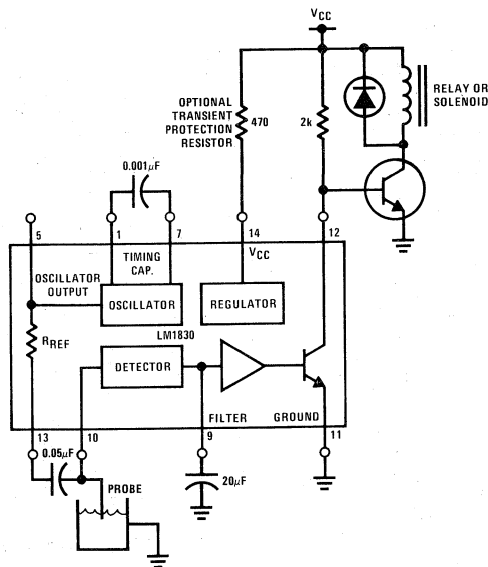 VCC
OPTIONAL
TRANSIENT
PROTECTION
RESISTOR
470
2k
RELAY OR
SOLENOID
0.001μF
5
1
7
14
12
TIMING
CAP.
VCC
OSCILLATOR
OUTPUT
OSCILLATOR
REGULATOR
RREF
LM1830
DETECTOR
FILTER
GROUND
13
10
9
11
0.05μF
PROBE
20μF